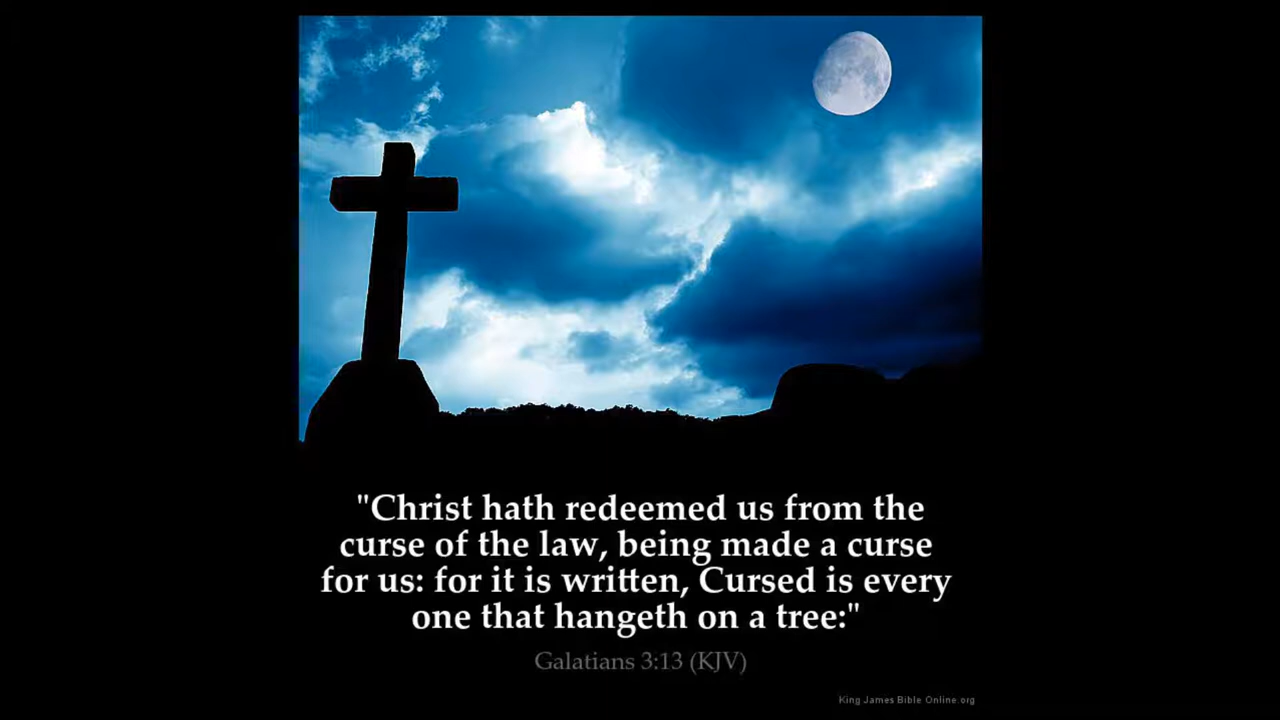 "Christ hath redeemed us from the
curse of the law, being made a curse
for us: for it is written, Cursed is every
one that hangeth on a tree:"
Galatians 3:13 (KJV)
King James Bible Online.org